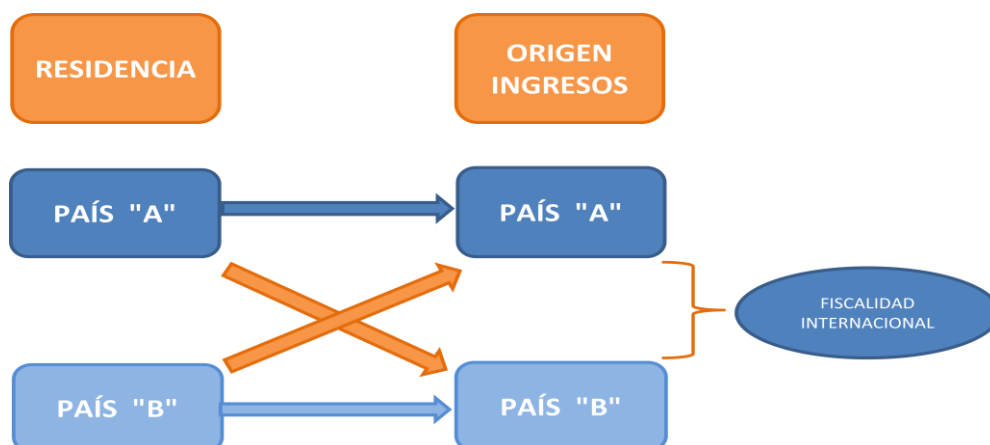 RESIDENCIA
ORIGEN
INGRESOS
PAÍS "A"
PAÍS "A"
FISCALIDAD
INTERNACIONAL
PAÍS "B"
PAÍS "B"